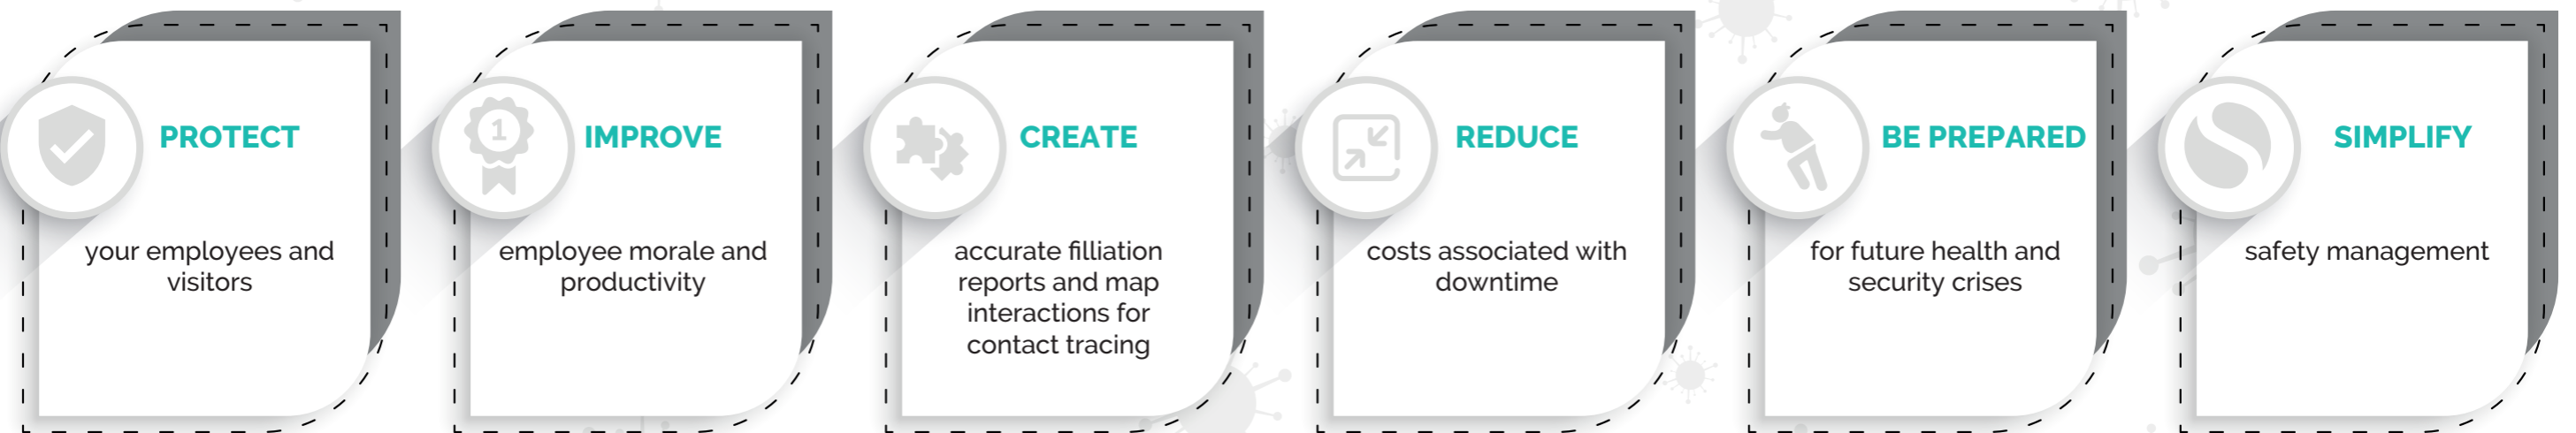 PROTECT
your employees and
visitors
1
IMPROVE
employee morale and
productivity
CREATE
accurate filliation
reports and map
interactions for
contact tracing
REDUCE
costs associated with
downtime
BE PREPARED
for future health and
security crises
SIMPLIFY
safety management